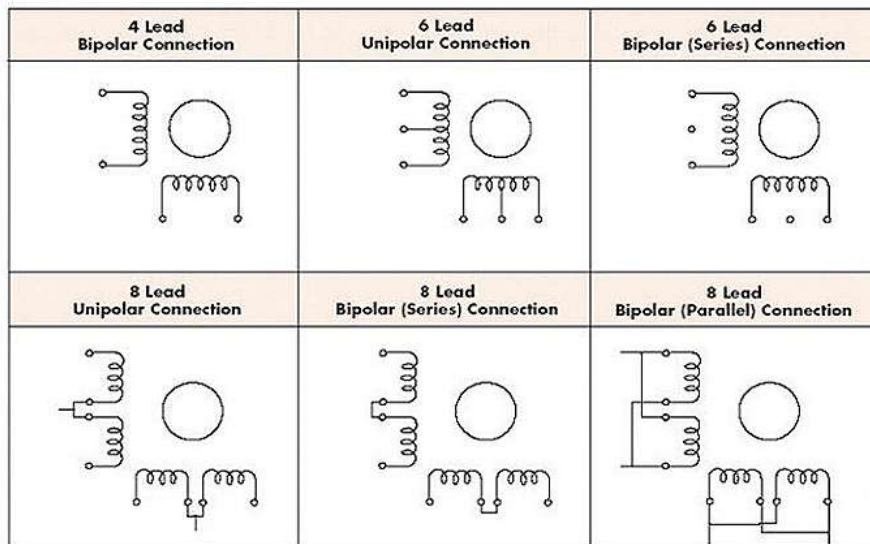 4 Lead
Bipolar Connection
6 Lead
Unipolar Connection
6 Lead
Bipolar (Series) Connection
8 Lead
Unipolar Connection
8 Lead
Bipolar (Series) Connection
8 Lead
Bipolar (Parallel) Connection